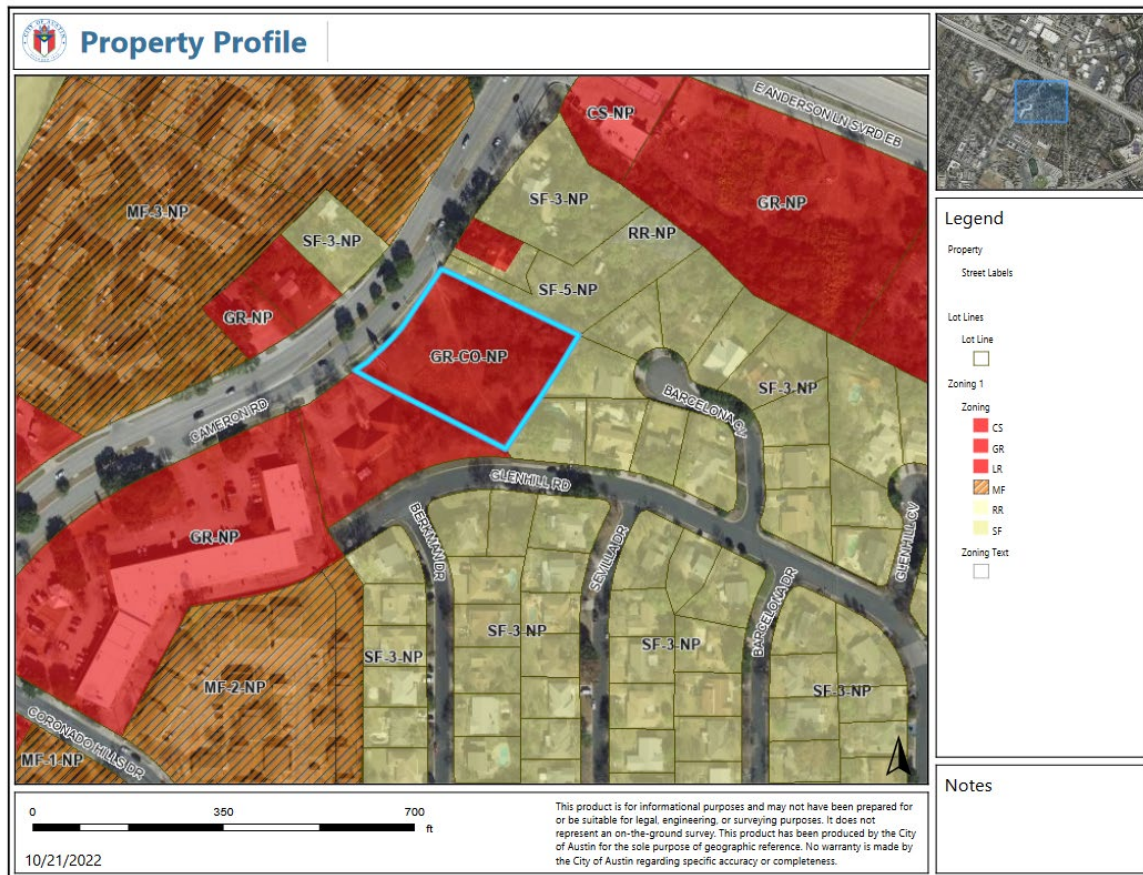 CITY OF AUSTIN
Property Profile
E ANDERSON LN SVRD EB
CS-NP
MF-3-NP
SF-3-NP
GR-NP
SF-3-NP
RR-NP
SF-5-NP
GR-NP
GR-CO-NP
SF-3-NP
BARCELONA CV
CAMERON RD
GLENHILL RD
GLENHILL CV
BERKMAN DR
SEVILLA DR
GR-NP
BARCELONA DR
SF-3-NP
SF-3-NP
SF-3-NP
MF-2-NP
SF-3-NP
CORONADO HILLS DR
MF-1-NP
Legend
Property
Street Labels
Lot Lines
Lot Line
Zoning 1
Zoning
CS
GR
LR
MF
RR
SF
Zoning Text
Notes
0 350 700
ft
10/21/2022
This product is for informational purposes and may not have been prepared for
or be suitable for legal, engineering, or surveying purposes. It does not
represent an on-the-ground survey. This product has been produced by the City
of Austin for the sole purpose of geographic reference. No warranty is made by
the City of Austin regarding specific accuracy or completeness.